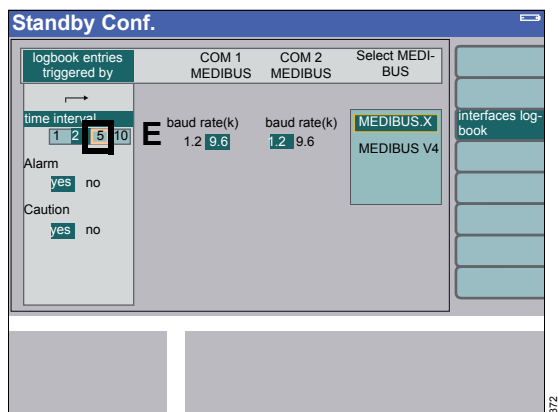 Standby Conf.
logbook entries
triggered by
COM 1
MEDIBUS
COM 2
MEDIBUS
Select MEDI-
BUS
time interval
1 2 5 10
E
baud rate(k)
1.2 9.6
baud rate(k)
1.2 9.6
MEDIBUS.X
MEDIBUS V4
interfaces log-
book
Alarm
yes no
Caution
yes no